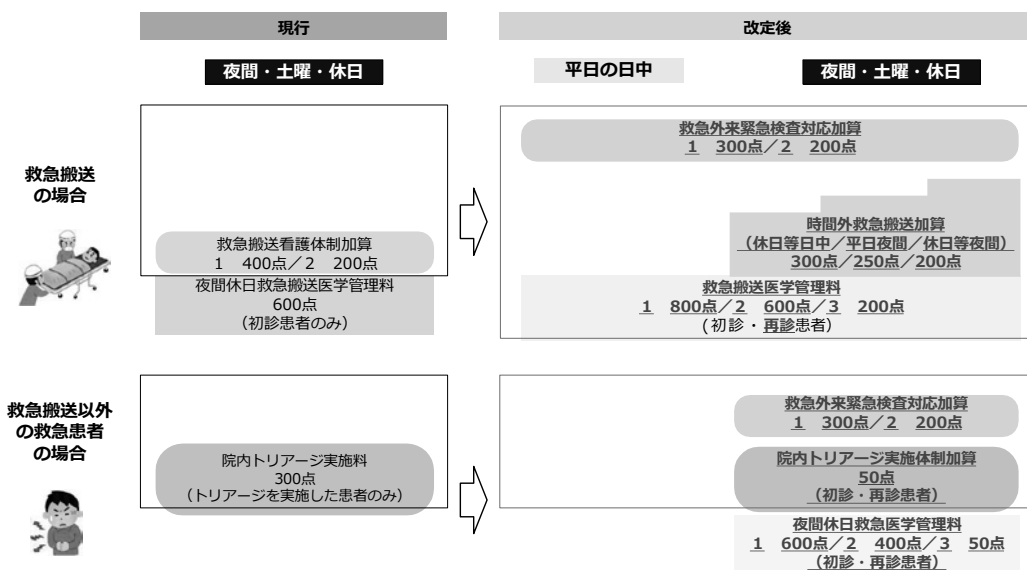 現行
改定後
夜間・土曜・休日
平日の日中
夜間・土曜・休日
救急搬送
の場合
救急搬送看護体制加算
1　400点／2　200点
夜間休日救急搬送医学管理料
600点
（初診患者のみ）
救急外来緊急検査対応加算
1　300点／2　200点
時間外救急搬送加算
（休日等日中／平日夜間／休日等夜間）
300点／250点／200点
救急搬送医学管理料
1　800点／2　600点／3　200点
（初診・再診患者）
救急搬送以外
の救急患者
の場合
院内トリアージ実施料
300点
（トリアージを実施した患者のみ）
救急外来緊急検査対応加算
1　300点／2　200点
院内トリアージ実施体制加算
50点
（初診・再診患者）
夜間休日救急医学管理料
1　600点／2　400点／3　50点
（初診・再診患者）